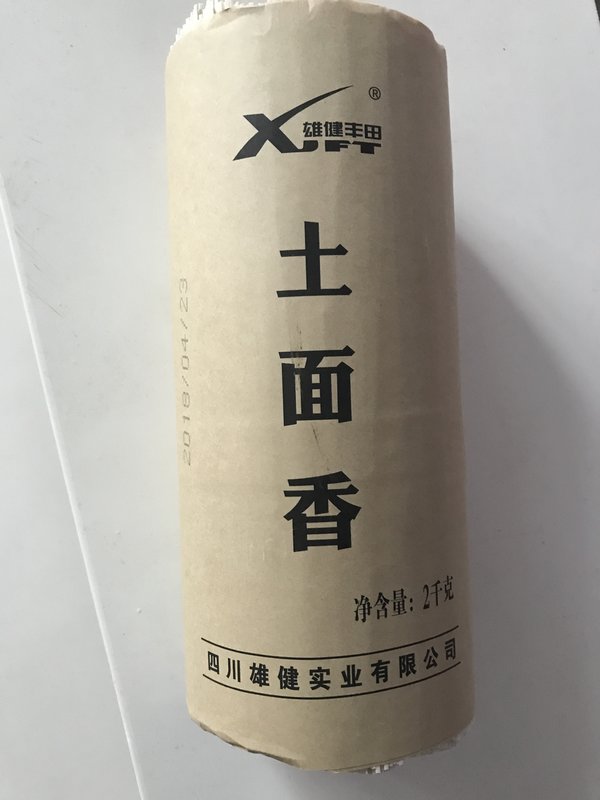 ®
雄健丰田
XJFT
土面香
2018/04/23
净含量：2千克
四川雄健实业有限公司